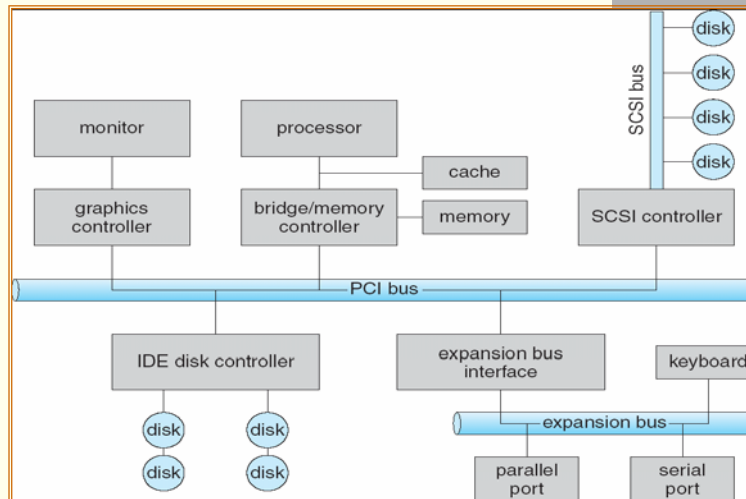 disk
disk
disk
disk
SCSI bus
monitor
processor
cache
graphics
controller
bridge/memory
controller
memory
SCSI controller
PCI bus
IDE disk controller
expansion bus
interface
keyboard
disk
disk
disk
disk
expansion bus
parallel
port
serial
port